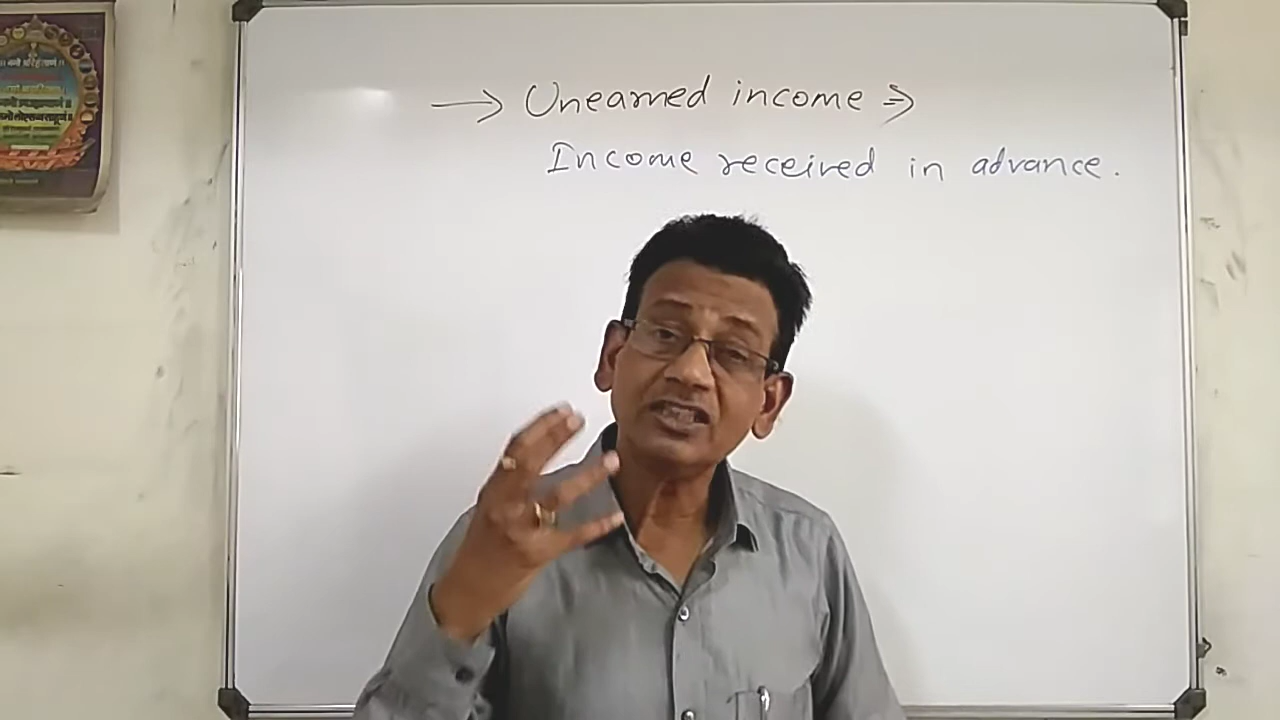 → Unearned income ⇒
Income received in advance.